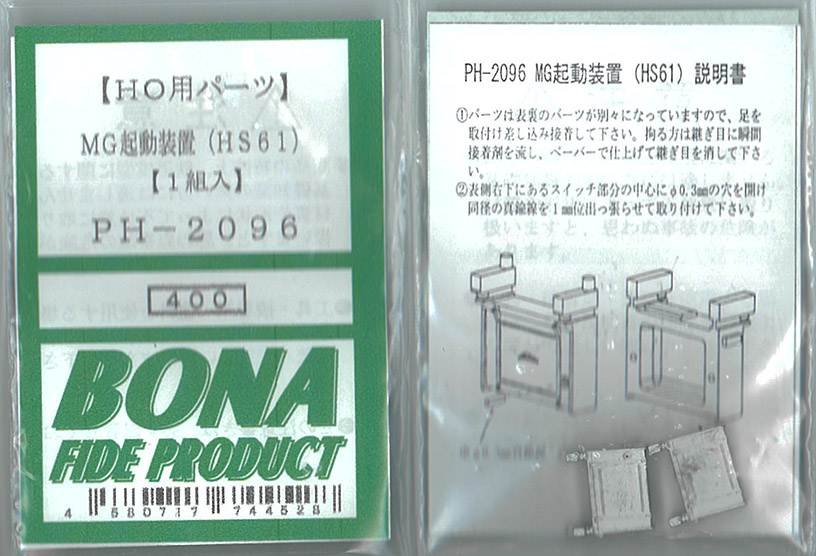 【HO用パーツ】
MG起動装置(HS61)
【1組入】
PH-2096
400
BONA
FIDE PRODUCT
4 580717 744528
PH-2096 MG起動装置(HS61)説明書
①パーツは表裏のパーツが別々になっていますので、足を
取付け差し込み接着して下さい。拘る方は継ぎ目に瞬間
接着剤を流し、ペーパーで仕上げて継ぎ目を消して下さ
い。
②表側右下にあるスイッチ部分の中心にφ0.3㎜の穴を開け
同径の真鍮線を1㎜位出っ張らせて取り付けて下さい。